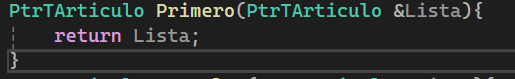 PtrTArticulo Primero(PtrTArticulo &Lista){
    return Lista;
}